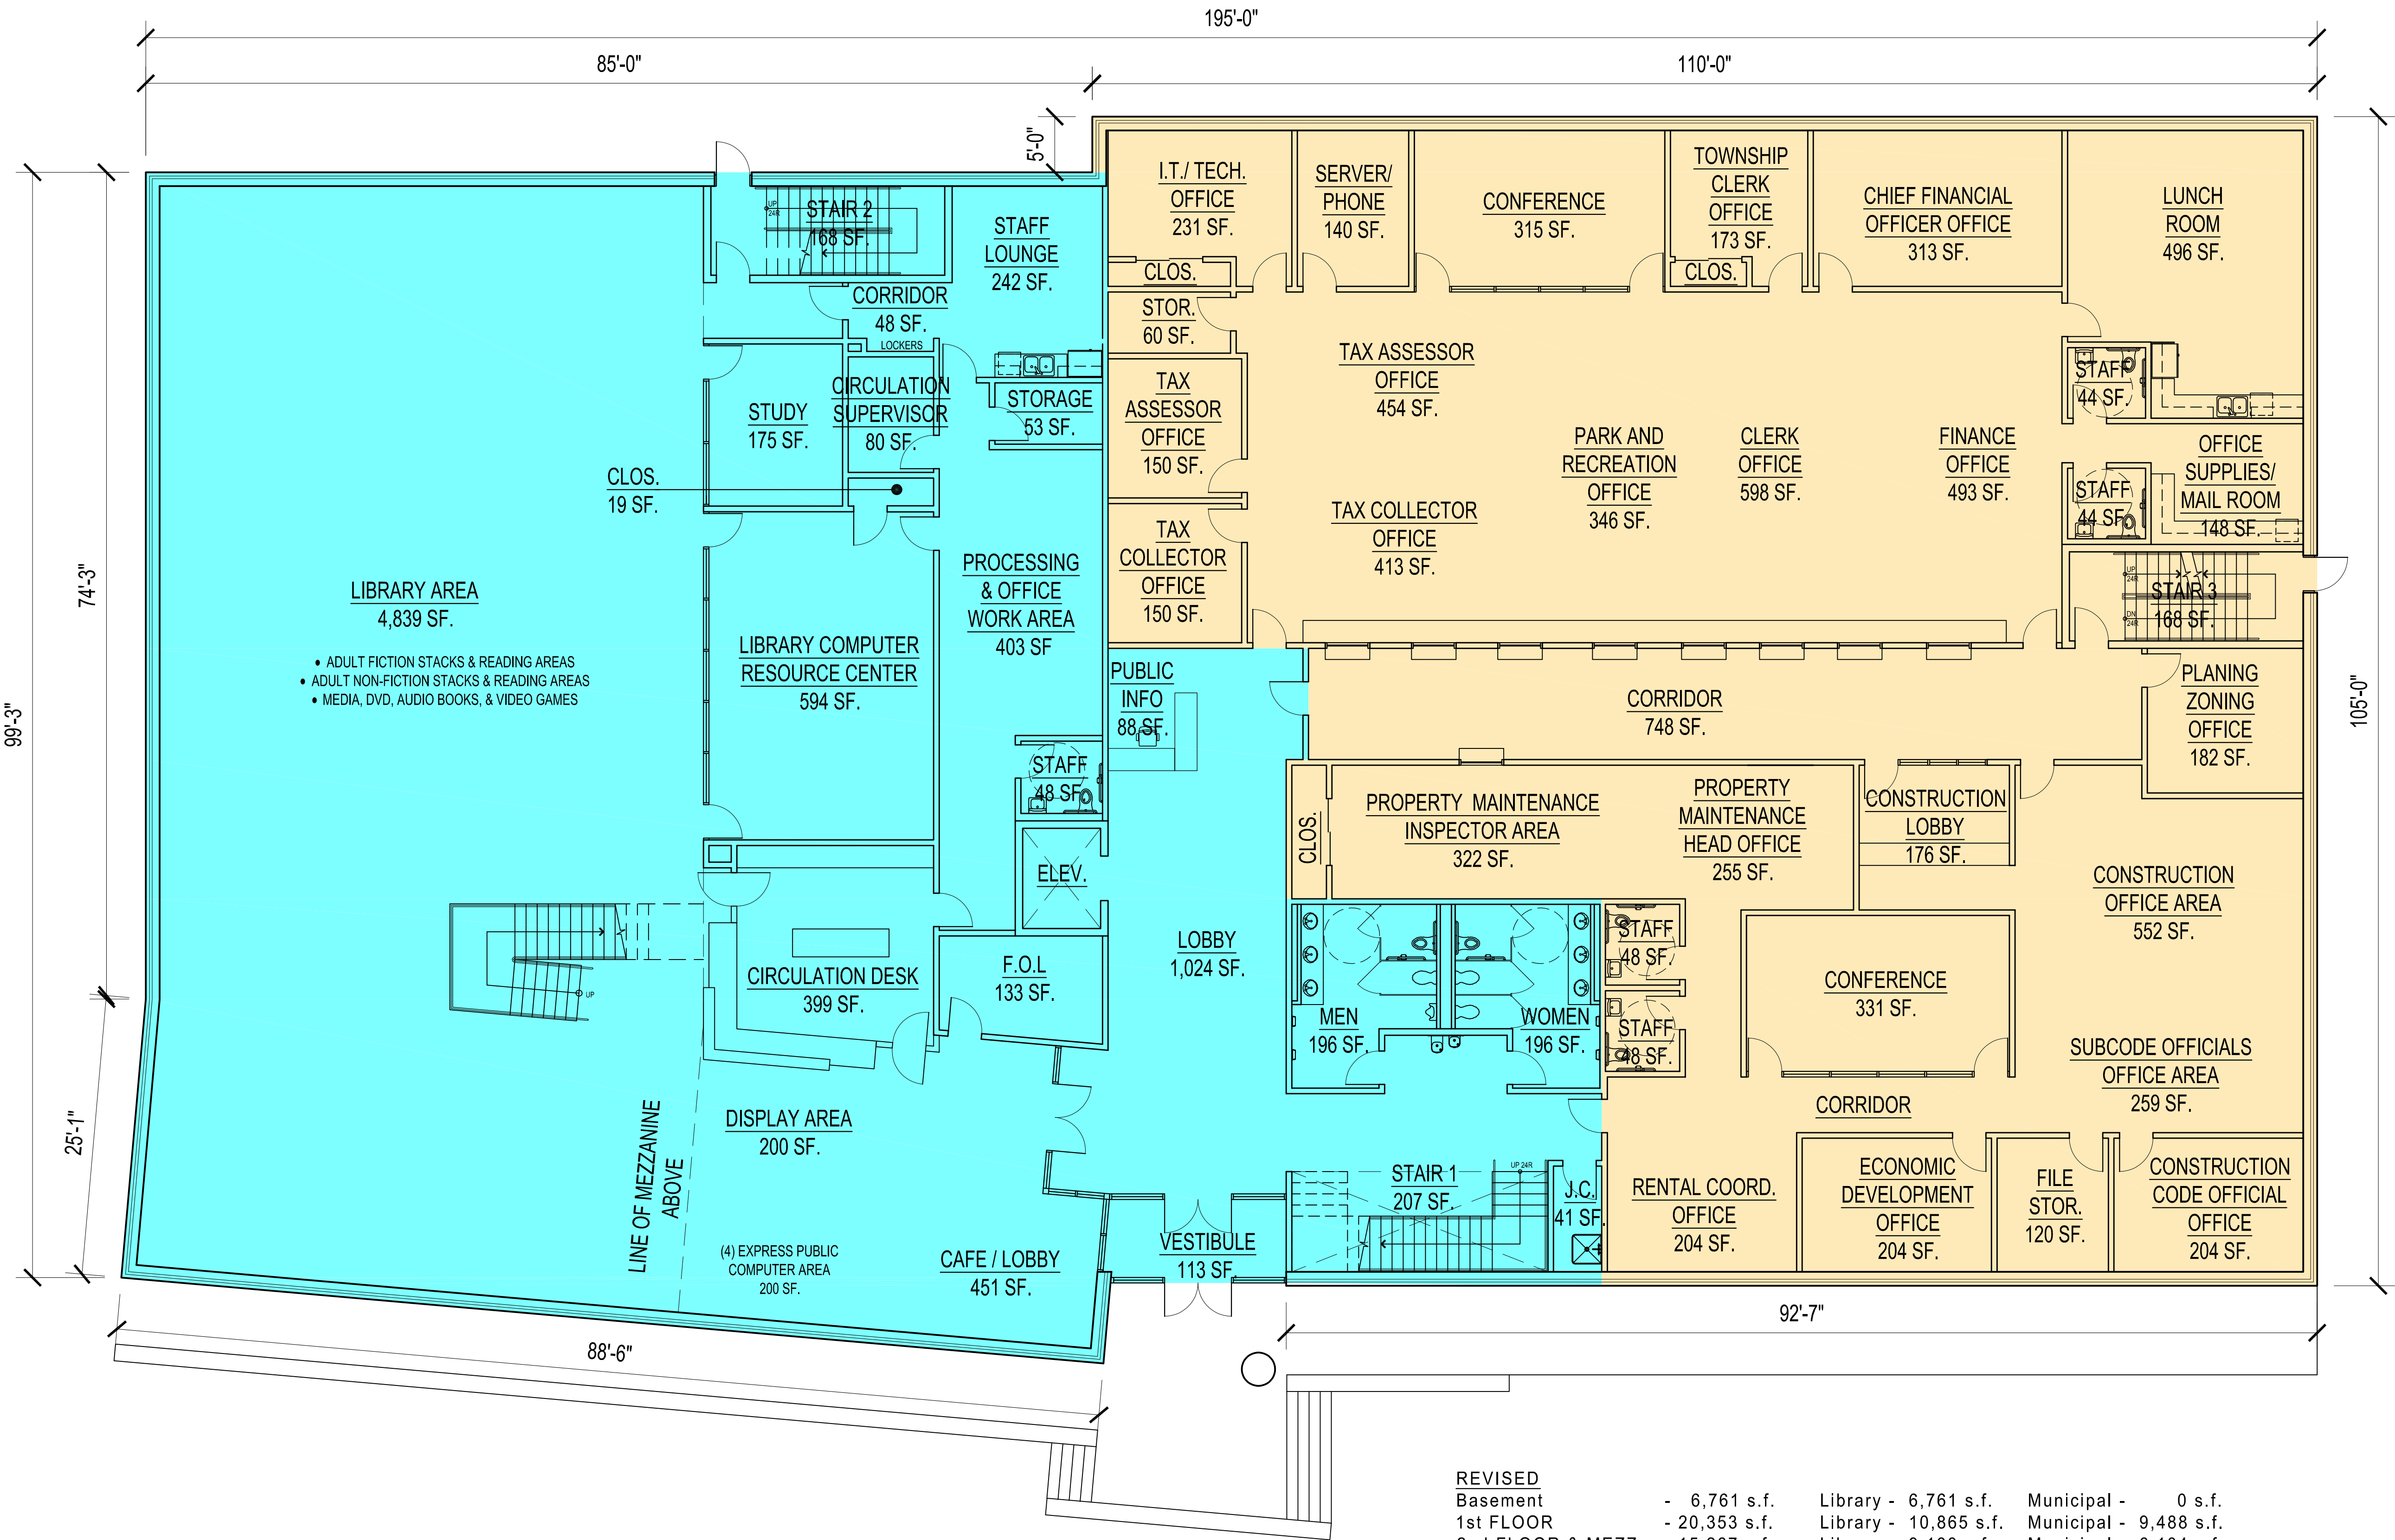 195'-0"
85'-0"
110'-0"
5'-0"
99'-3"
74'-3"
25'-1"
105'-0"
I.T./ TECH.
OFFICE
231 SF.
CLOS.
SERVER/
PHONE
140 SF.
CONFERENCE
315 SF.
TOWNSHIP
CLERK
OFFICE
173 SF.
CLOS.
CHIEF FINANCIAL
OFFICER OFFICE
313 SF.
LUNCH
ROOM
496 SF.
UP
24R
STAIR 2
168 SF.
STAFF
LOUNGE
242 SF.
CORRIDOR
48 SF.
LOCKERS
STOR.
60 SF.
TAX ASSESSOR
OFFICE
454 SF.
TAX
ASSESSOR
OFFICE
150 SF.
STUDY
175 SF.
CIRCULATION
SUPERVISOR
80 SF.
STORAGE
53 SF.
STAFF
44 SF.
PARK AND
RECREATION
OFFICE
346 SF.
CLERK
OFFICE
598 SF.
FINANCE
OFFICE
493 SF.
OFFICE
SUPPLIES/
MAIL ROOM
148 SF.
STAFF
44 SF.
CLOS.
19 SF.
TAX COLLECTOR
OFFICE
413 SF.
TAX
COLLECTOR
OFFICE
150 SF.
PROCESSING
& OFFICE
WORK AREA
403 SF
UP
24R
STAIR 3
168 SF.
DN
24R
LIBRARY AREA
4,839 SF.
• ADULT FICTION STACKS & READING AREAS
• ADULT NON-FICTION STACKS & READING AREAS
• MEDIA, DVD, AUDIO BOOKS, & VIDEO GAMES
LIBRARY COMPUTER
RESOURCE CENTER
594 SF.
PUBLIC
INFO
88 SF.
CORRIDOR
748 SF.
PLANING
ZONING
OFFICE
182 SF.
STAFF
48 SF.
CLOS.
PROPERTY MAINTENANCE
INSPECTOR AREA
322 SF.
PROPERTY
MAINTENANCE
HEAD OFFICE
255 SF.
CONSTRUCTION
LOBBY
176 SF.
ELEV.
CONSTRUCTION
OFFICE AREA
552 SF.
UP
CIRCULATION DESK
399 SF.
F.O.L
133 SF.
LOBBY
1,024 SF.
MEN
196 SF.
WOMEN
196 SF.
STAFF
48 SF.
STAFF
48 SF.
CONFERENCE
331 SF.
SUBCODE OFFICIALS
OFFICE AREA
259 SF.
CORRIDOR
LINE OF MEZZANINE
ABOVE
DISPLAY AREA
200 SF.
(4) EXPRESS PUBLIC
COMPUTER AREA
200 SF.
CAFE / LOBBY
451 SF.
VESTIBULE
113 SF.
UP 24R
STAIR 1
207 SF.
J.C.
41 SF.
RENTAL COORD.
OFFICE
204 SF.
ECONOMIC
DEVELOPMENT
OFFICE
204 SF.
FILE
STOR.
120 SF.
CONSTRUCTION
CODE OFFICIAL
OFFICE
204 SF.
88'-6"
92'-7"
REVISED
Basement - 6,761 s.f. Library - 6,761 s.f. Municipal - 0 s.f.
1st FLOOR - 20,353 s.f. Library - 10,865 s.f. Municipal - 9,488 s.f.